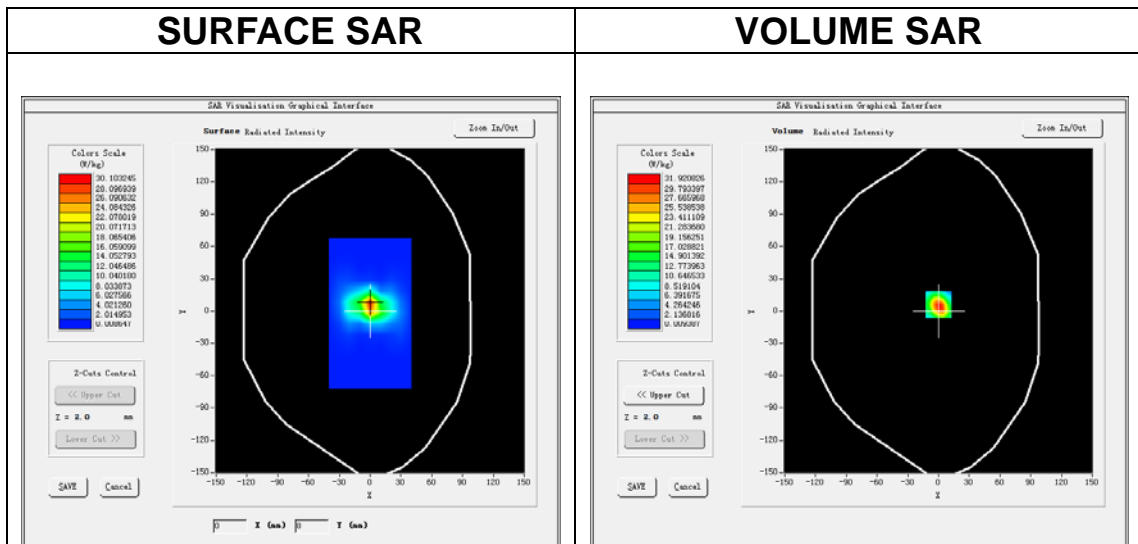 SURFACE SAR
VOLUME SAR
SAR Visualisation Graphical Interface
Surface Radiated Intensity
Zoom In/Out
Colors Scale
(W/kg)
30.103245
28.096939
26.090632
24.084326
22.078019
20.071713
18.065406
16.059099
14.052793
12.046486
10.040180
8.033873
6.027566
4.021260
2.014953
0.008647
Z-Cuts Control
<< Upper Cut
Z = 2.0 mm
Lower Cut >>
SAVE Cancel
150
120
90
60
30
0
-30
-60
-90
-120
-150
Y
-150 -120 -90 -60 -30 0 30 60 90 120 150
X
0 X (mm) 0 Y (mm)
SAR Visualisation Graphical Interface
Volume Radiated Intensity
Zoom In/Out
Colors Scale
(W/kg)
31.920826
29.793397
27.665968
25.538538
23.411109
21.283680
19.156251
17.028821
14.901392
12.773963
10.646533
8.519104
6.391675
4.264246
2.136816
0.009387
Z-Cuts Control
<< Upper Cut
Z = 2.0 mm
Lower Cut >>
SAVE Cancel
150
120
90
60
30
0
-30
-60
-90
-120
-150
Y
-150 -120 -90 -60 -30 0 30 60 90 120 150
X